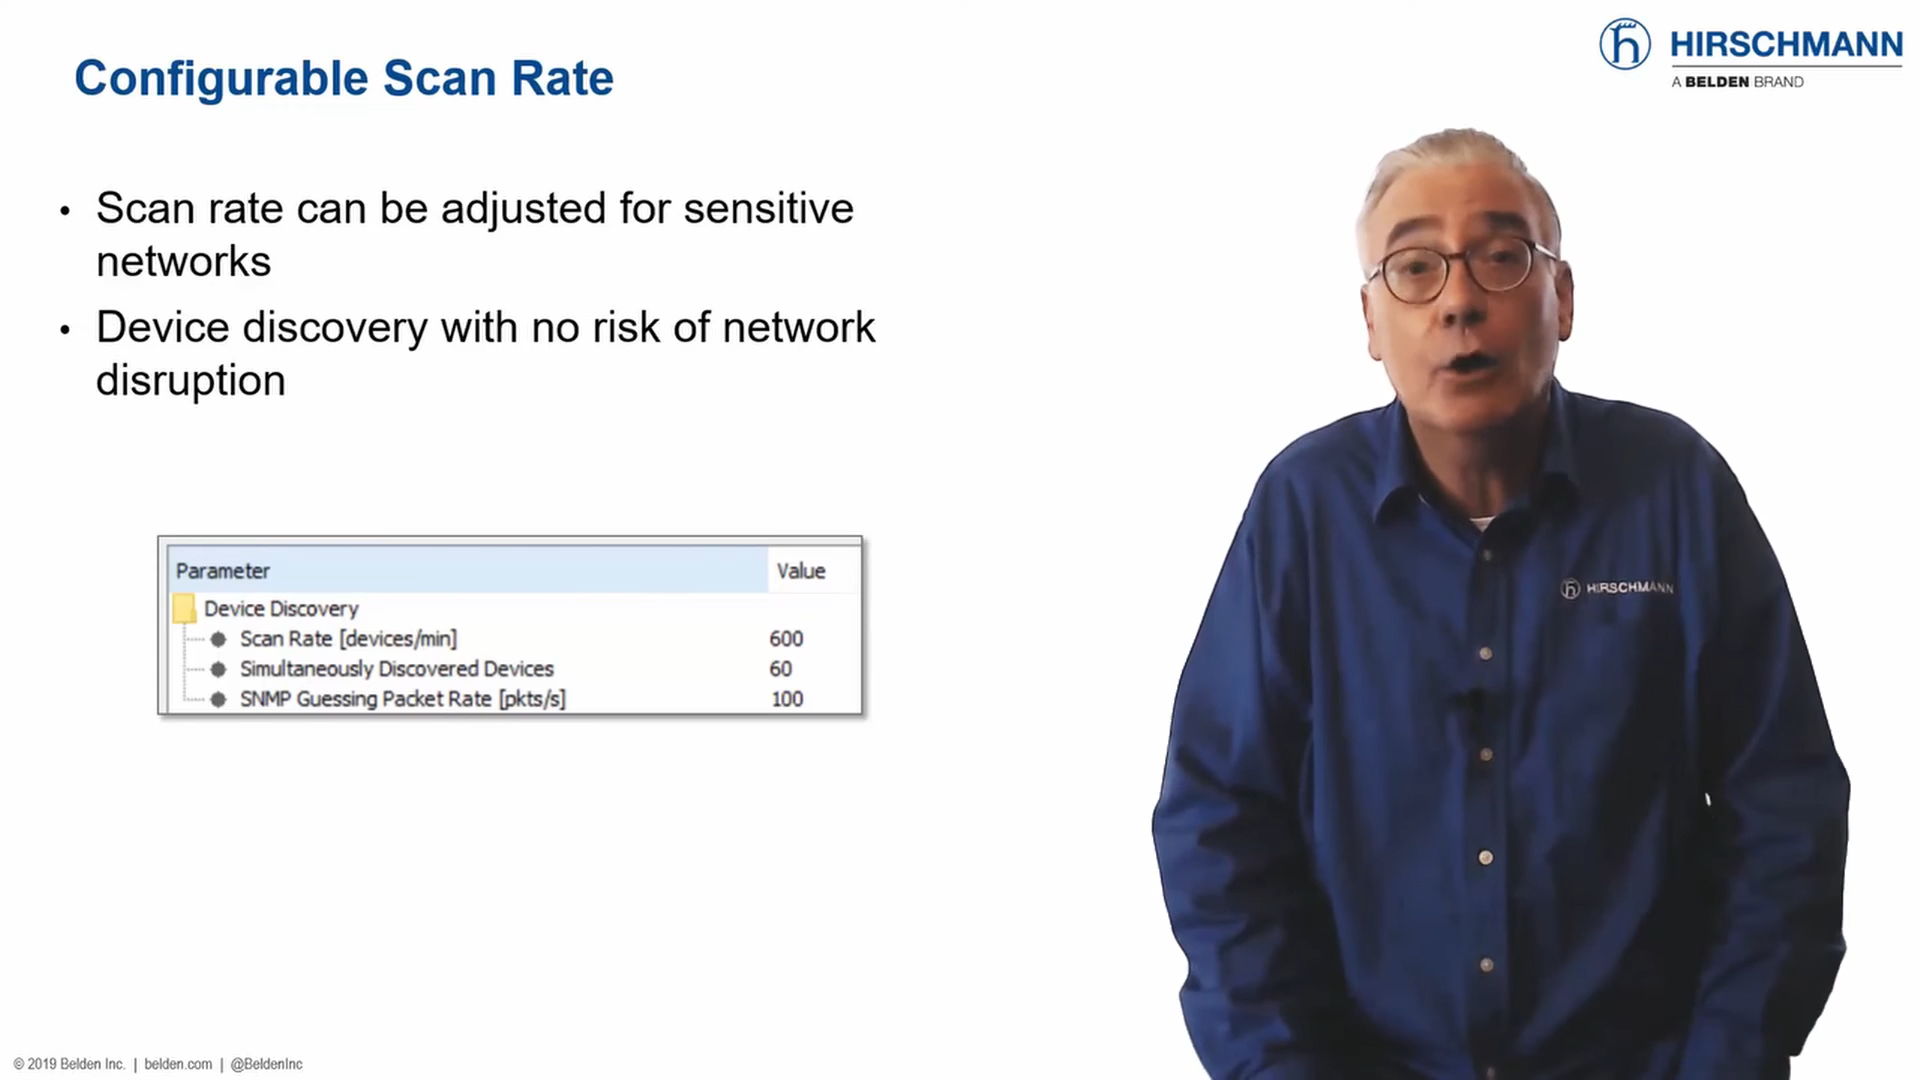 Configurable Scan Rate
HIRSCHMANN
A BELDEN BRAND
• Scan rate can be adjusted for sensitive
networks
• Device discovery with no risk of network
disruption
Parameter Value
Device Discovery
Scan Rate [devices/min] 600
Simultaneously Discovered Devices 60
SNMP Guessing Packet Rate [pkts/s] 100
HIRSCHMANN
© 2019 Belden Inc. | belden.com | @BeldenInc